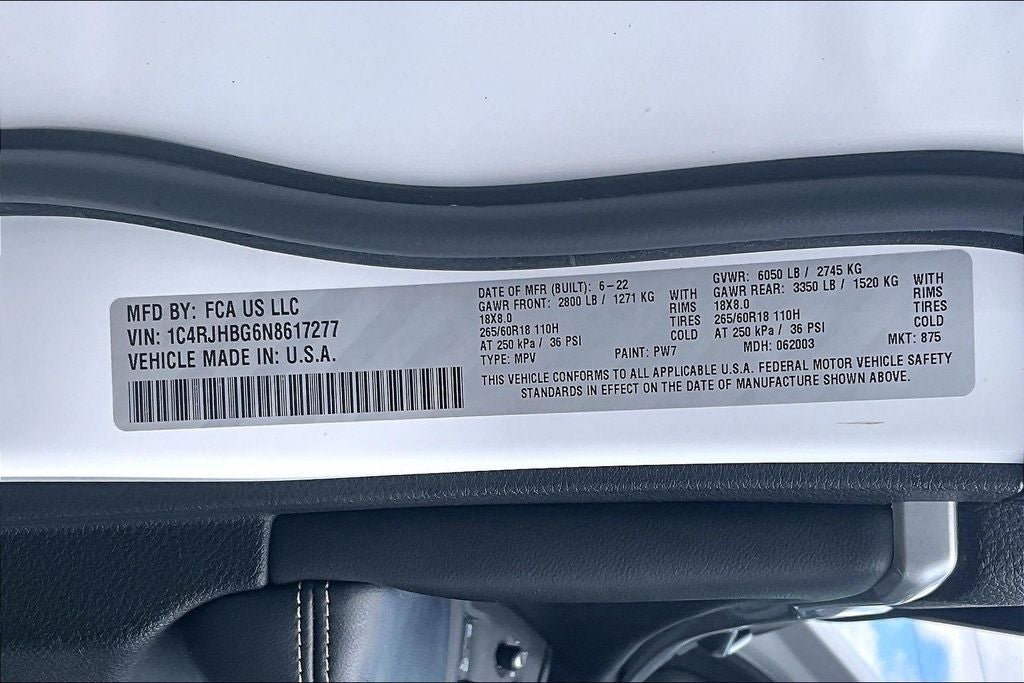 MFD BY: FCA US LLC
VIN: 1C4RJHBG6N8617277
VEHICLE MADE IN: U.S.A.
DATE OF MFR (BUILT): 6-22
GAWR FRONT: 2800 LB / 1271 KG WITH
18X8.0 RIMS
265/60R18 110H TIRES
AT 250 kPa / 36 PSI COLD
TYPE: MPV PAINT: PW7
GVWR: 6050 LB / 2745 KG
GAWR REAR: 3350 LB / 1520 KG WITH
18X8.0 RIMS
265/60R18 110H TIRES
AT 250 kPa / 36 PSI COLD
MDH: 062003 MKT: 875
THIS VEHICLE CONFORMS TO ALL APPLICABLE U.S.A. FEDERAL MOTOR VEHICLE SAFETY
STANDARDS IN EFFECT ON THE DATE OF MANUFACTURE SHOWN ABOVE.